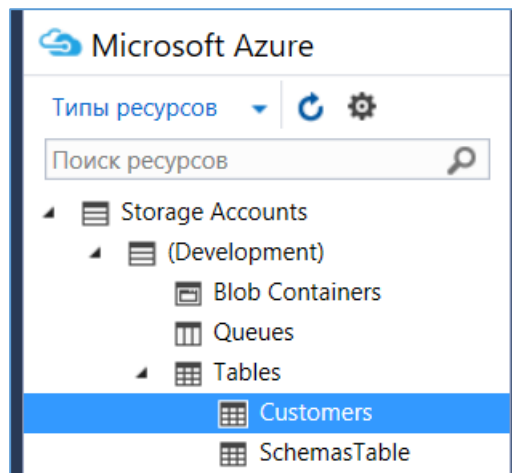 Microsoft Azure
Типы ресурсов
Поиск ресурсов
Storage Accounts
(Development)
Blob Containers
Queues
Tables
Customers
SchemasTable